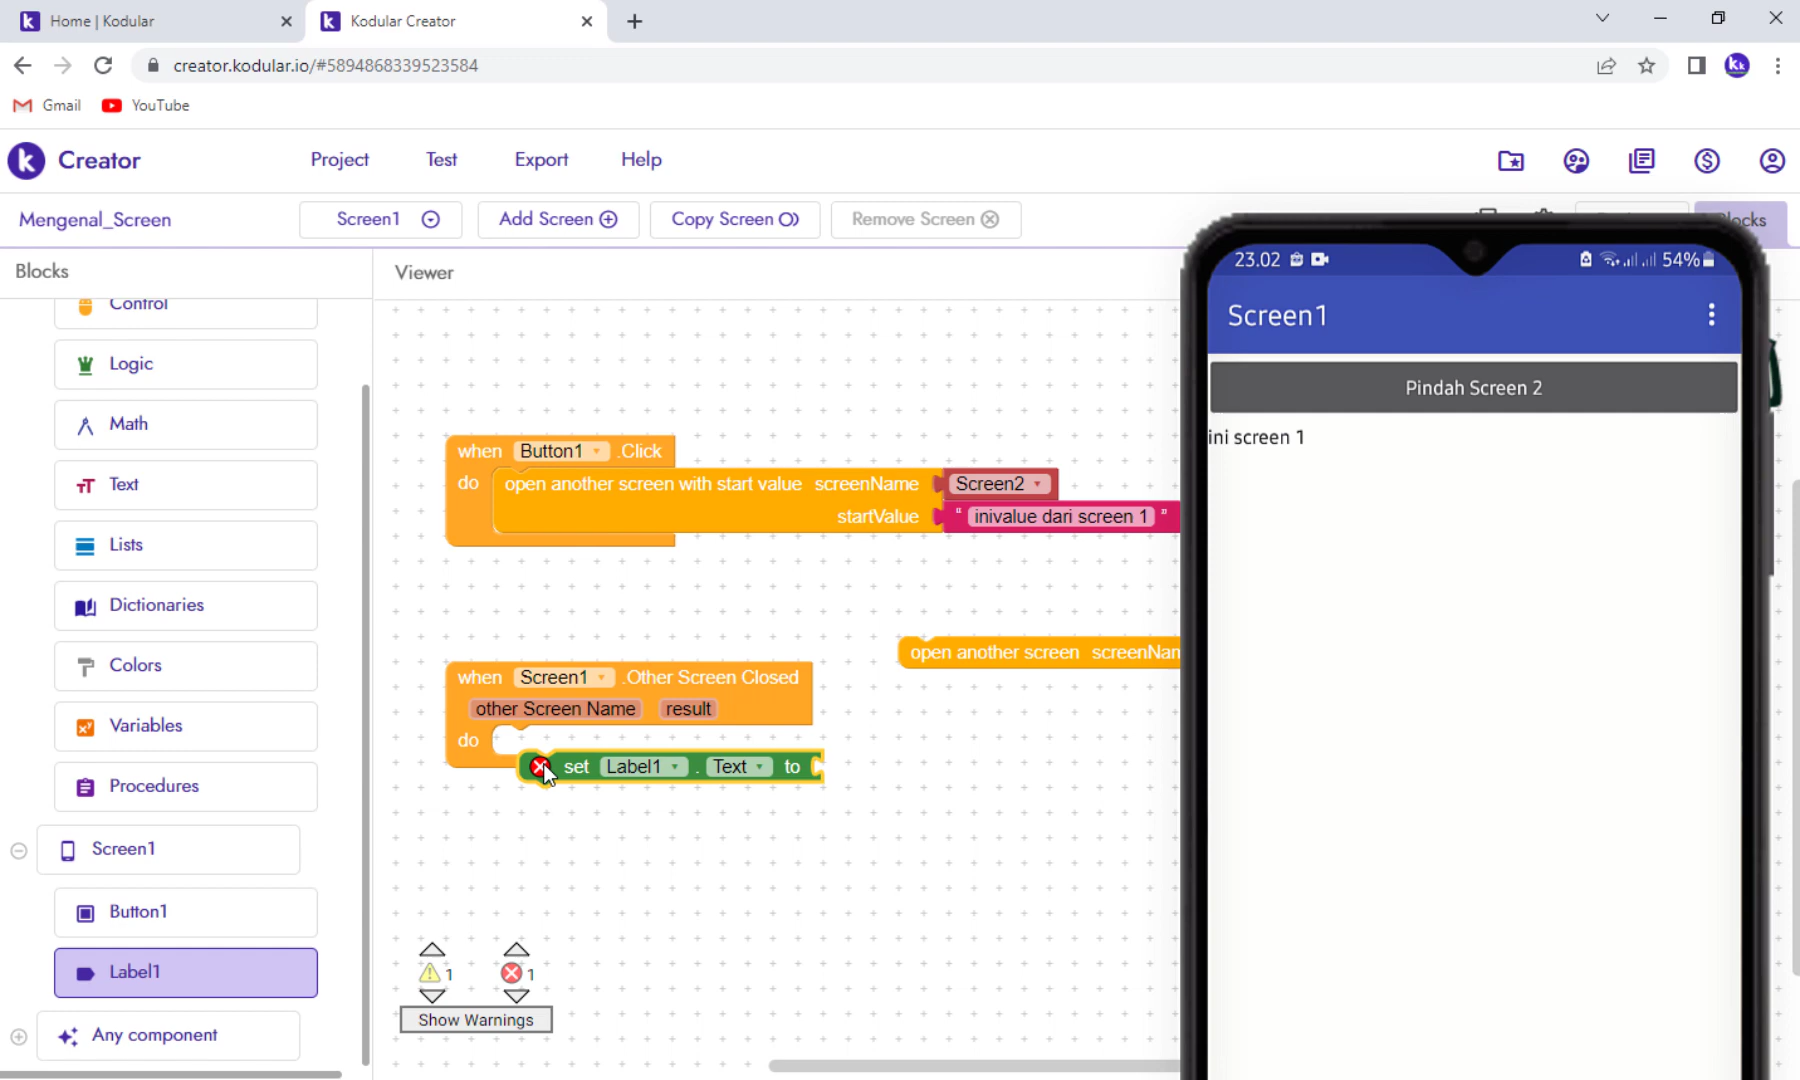 Home | Kodular
Kodular Creator
creator.kodular.io/#5894868339523584
Gmail
YouTube
Creator
Project
Test
Export
Help
Mengenal_Screen
Screen1
Add Screen
Copy Screen
Remove Screen
Blocks
Viewer
Control
Logic
Math
Text
Lists
Dictionaries
Colors
Variables
Procedures
Screen1
Button1
Label1
Any component
when Button1 .Click
do open another screen with start value screenName Screen2
startValue " inivalue dari screen 1 "
open another screen
when Screen1 .Other Screen Closed
other Screen Name result
do
set Label1 . Text to
1 1
Show Warnings
23.02 54%
Screen1
Pindah Screen 2
ini screen 1